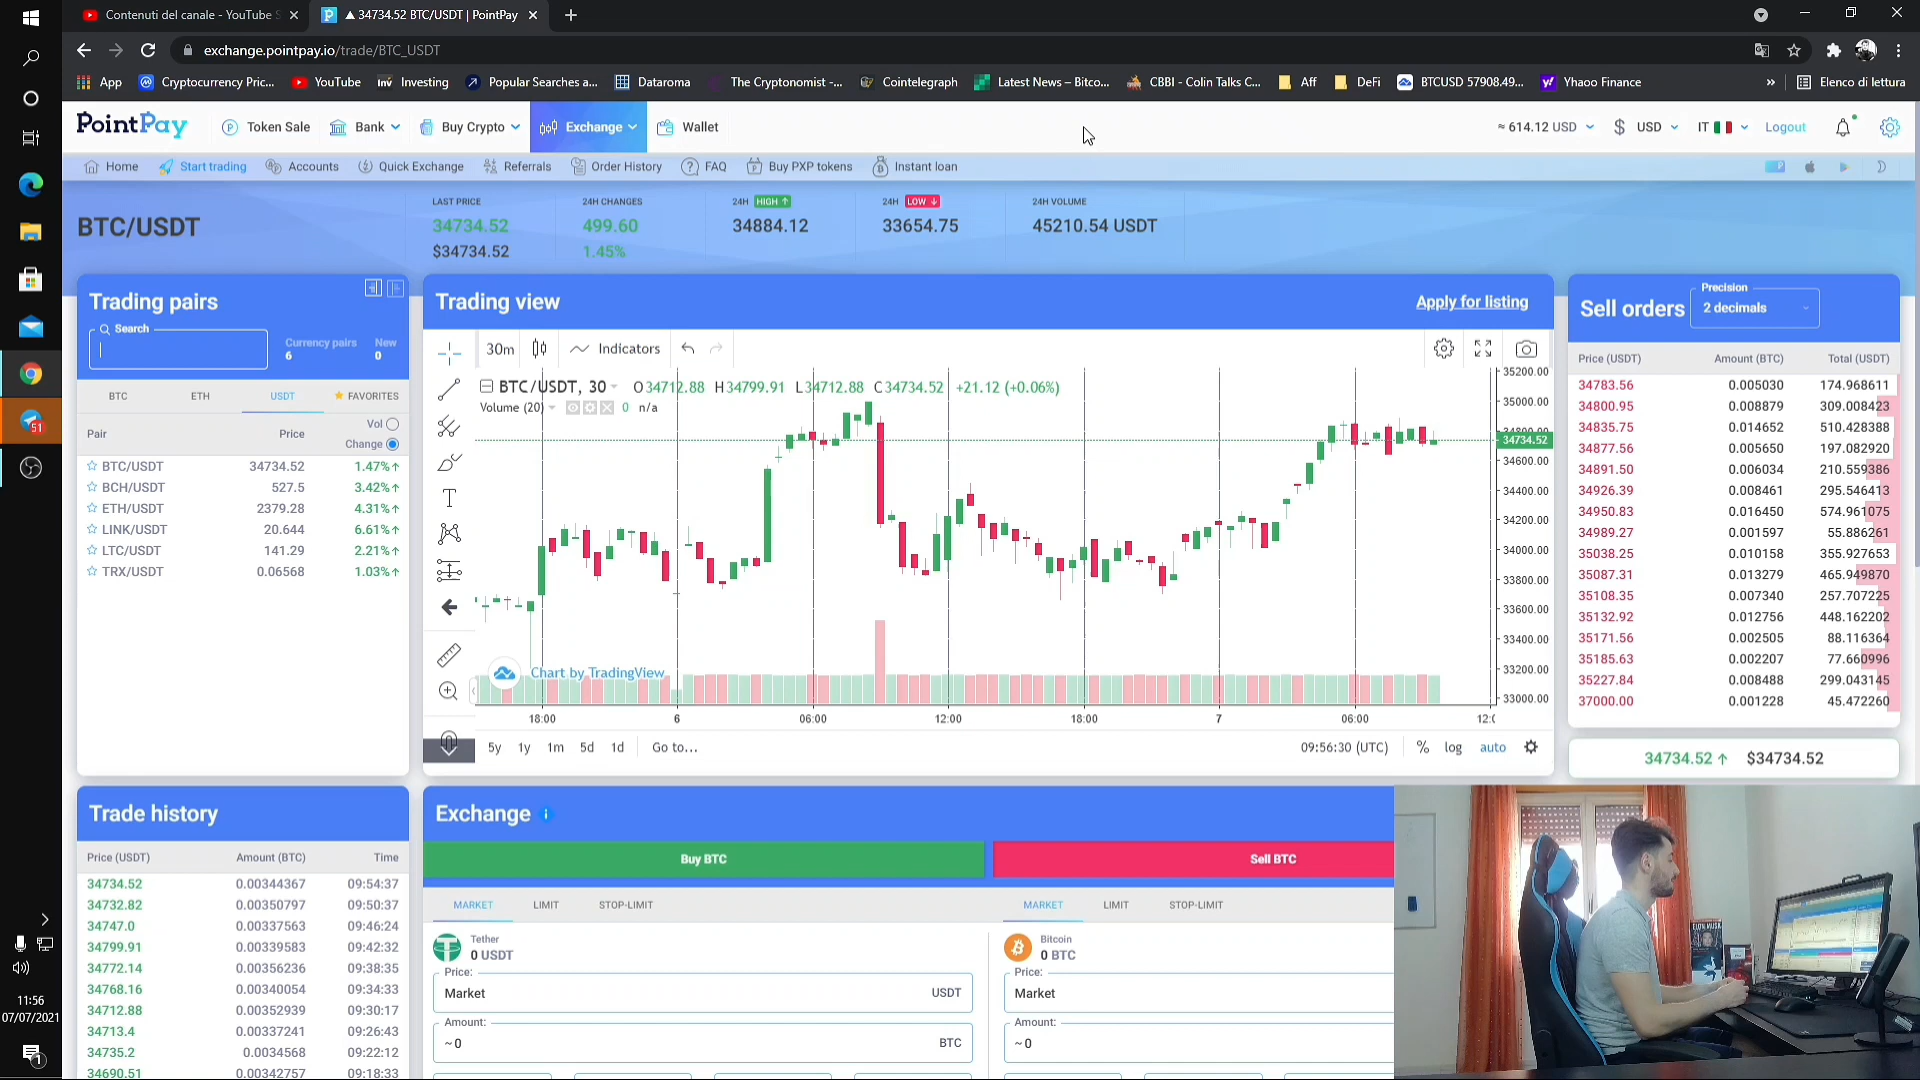 Contenuti del canale - YouTube S
▲ 34734.52 BTC/USDT | PointPay
exchange.pointpay.io/trade/BTC_USDT
App
Cryptocurrency Pric...
YouTube
Investing
Popular Searches a...
Dataroma
The Cryptonomist -...
Cointelegraph
Latest News – Bitco...
CBBI - Colin Talks C...
Aff
DeFi
BTCUSD 57908.49...
Yhaoo Finance
»
Elenco di lettura
PointPay
Token Sale
Bank
Buy Crypto
Exchange
Wallet
≈ 614.12 USD
$ USD
IT
Logout
Home
Start trading
Accounts
Quick Exchange
Referrals
Order History
FAQ
Buy PXP tokens
Instant loan
BTC/USDT
LAST PRICE
34734.52
$34734.52
24H CHANGES
499.60
1.45%
24H HIGH ↑
34884.12
24H LOW ↓
33654.75
24H VOLUME
45210.54 USDT
Trading pairs
Search
Currency pairs
6
New
0
BTC ETH USDT FAVORITES
Vol
Change
Pair Price
BTC/USDT 34734.52 1.47%↑
BCH/USDT 527.5 3.42%↑
ETH/USDT 2379.28 4.31%↑
LINK/USDT 20.644 6.61%↑
LTC/USDT 141.29 2.21%↑
TRX/USDT 0.06568 1.03%↑
Trading view
Apply for listing
30m
Indicators
BTC/USDT, 30 O34712.88 H34799.91 L34712.88 C34734.52 +21.12 (+0.06%)
Volume (20) 0 n/a
35200.00
35000.00
34800.00
34734.52
34600.00
34400.00
34200.00
34000.00
33800.00
33600.00
33400.00
33200.00
33000.00
Chart by TradingView
18:00 6 06:00 12:00 18:00 7 06:00 12:0
5y 1y 1m 5d 1d Go to...
09:56:30 (UTC) % log auto
Sell orders
Precision
2 decimals
Price (USDT) Amount (BTC) Total (USDT)
34783.56 0.005030 174.968611
34800.95 0.008879 309.008423
34835.75 0.014652 510.428388
34877.56 0.005650 197.082920
34891.50 0.006034 210.559386
34926.39 0.008461 295.546413
34950.83 0.016450 574.961075
34989.27 0.001597 55.886261
35038.25 0.010158 355.927653
35087.31 0.013279 465.949870
35108.35 0.007340 257.707225
35132.92 0.012756 448.162202
35171.56 0.002505 88.116364
35185.63 0.002207 77.660996
35227.84 0.008488 299.043145
37000.00 0.001228 45.472260
34734.52 ↑ $34734.52
Trade history
Price (USDT) Amount (BTC) Time
34734.52 0.00344367 09:54:37
34732.82 0.00350797 09:50:37
34747.0 0.00337563 09:46:24
34799.91 0.00339583 09:42:32
34772.14 0.00356236 09:38:35
34768.16 0.00340054 09:34:33
34712.88 0.00352939 09:30:17
34713.4 0.00337241 09:26:43
34735.2 0.0034568 09:22:12
34690.51 0.00342757 09:18:33
Exchange
Buy BTC
Sell BTC
MARKET LIMIT STOP-LIMIT
Tether
0 USDT
Price:
Market USDT
Amount:
~0 BTC
MARKET LIMIT STOP-LIMIT
Bitcoin
0 BTC
Price:
Market
Amount:
~0
51
11:56
07/07/2021
1
ELON MUSK